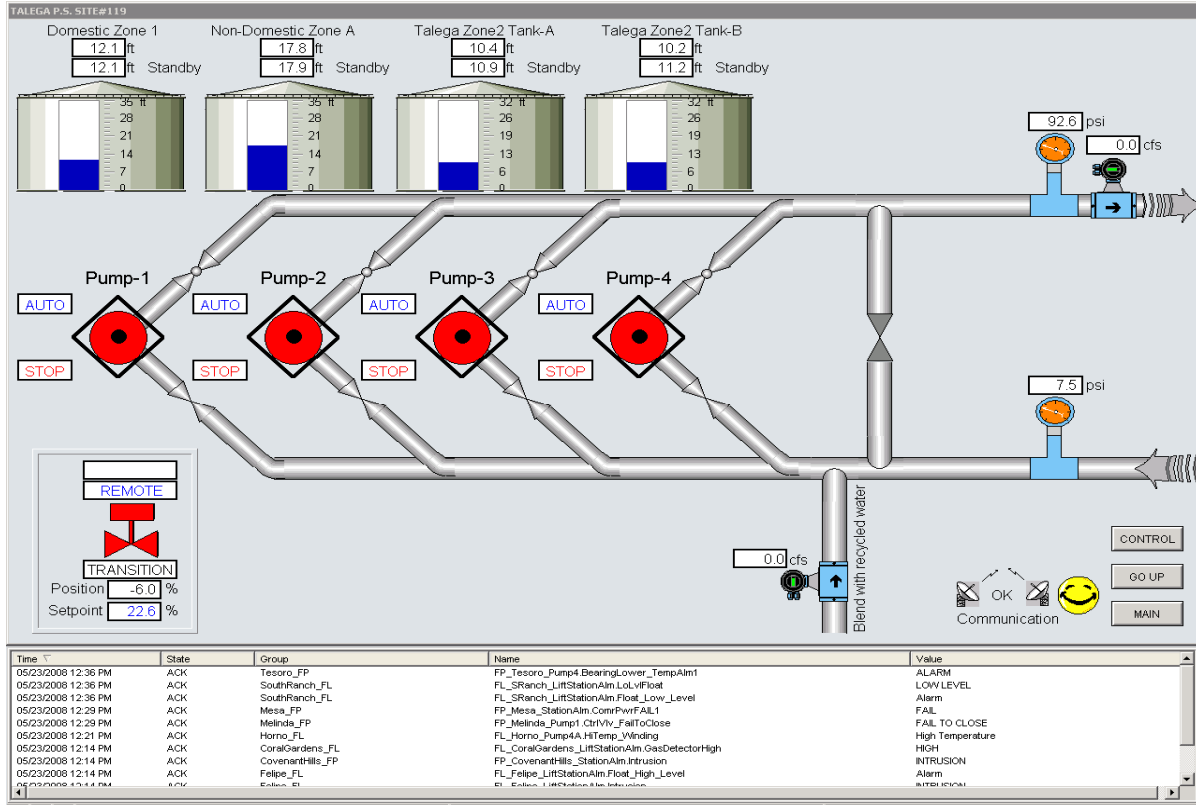 TALEGA P.S. SITE#119
Domestic Zone 1 Non-Domestic Zone A Talega Zone2 Tank-A Talega Zone2 Tank-B
12.1 ft 17.8 ft 10.4 ft 10.2 ft
12.1 ft Standby 17.9 ft Standby 10.9 ft Standby 11.2 ft Standby
35 ft 35 ft 32 ft 32 ft
28 28 26 26
21 21 19 19
14 14 13 13
7 7 6 6
0 0 0 0
92.6 psi
0.0 cfs
Pump-1 Pump-2 Pump-3 Pump-4
AUTO AUTO AUTO AUTO
STOP STOP STOP STOP
7.5 psi
REMOTE
TRANSITION
Position -6.0 %
Setpoint 22.6 %
0.0 cfs
Blend with recycled water
OK
Communication
CONTROL
GO UP
MAIN
Time State Group Name Value
05/23/2008 12:36 PM ACK Tesoro_FP FP_Tesoro_Pump4.BearingLower_TempAlm1 ALARM
05/23/2008 12:36 PM ACK SouthRanch_FL FL_SRanch_LiftStationAlm.LoLvlFloat LOW LEVEL
05/23/2008 12:36 PM ACK SouthRanch_FL FL_SRanch_LiftStationAlm.Float_Low_Level Alarm
05/23/2008 12:29 PM ACK Mesa_FP FP_Mesa_StationAlm.ComrPwrFAIL1 FAIL
05/23/2008 12:29 PM ACK Melinda_FP FP_Melinda_Pump1.CtrlVlv_FailToClose FAIL TO CLOSE
05/23/2008 12:21 PM ACK Horno_FL FL_Horno_Pump4A.HiTemp_Winding High Temperature
05/23/2008 12:14 PM ACK CoralGardens_FL FL_CoralGardens_LiftStationAlm.GasDetectorHigh HIGH
05/23/2008 12:14 PM ACK CovenantHills_FP FP_CovenantHills_StationAlm.Intrusion INTRUSION
05/23/2008 12:14 PM ACK Felipe_FL FL_Felipe_LiftStationAlm.Float_High_Level Alarm
05/23/2008 12:14 PM ACK Felipe_FL FL_Felipe_LiftStationAlm.Intrusion INTRUSION